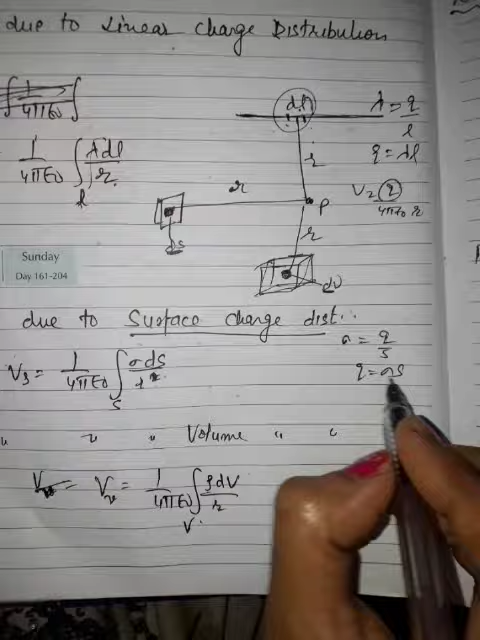 due to Linear Charge Distribution
1/4πε0 ∫
dl
λ = q/l
1/4πε0 ∫l λdl/r
q = λl
r
r
P
V = q/4πε0 r
r
ds
dV
Sunday
Day 161-204
due to Surface charge dist.
σ = q/s
Vs = 1/4πε0 ∫s σds/r
q = σs
" " Volume " "
Vv = 1/4πε0 ∫V ρdV/r